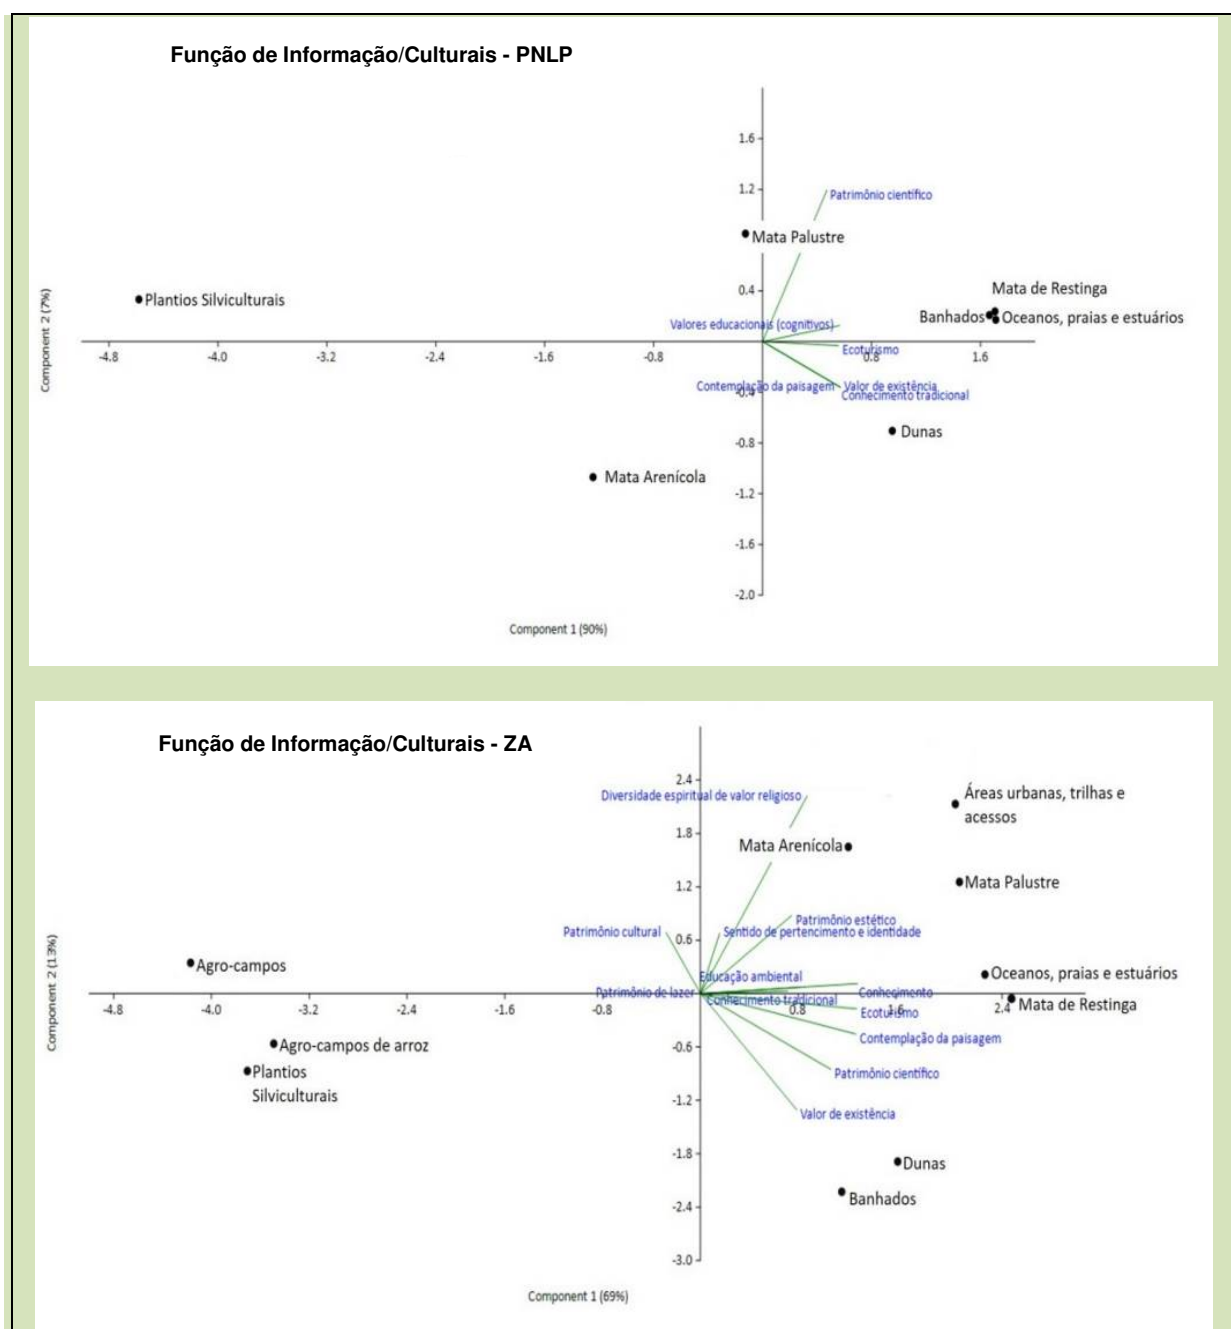 Função de Informação/Culturais - PNLP
1.6
1.2
Patrimônio científico
Mata Palustre
0.4
Plantios Silviculturais
Mata de Restinga
Banhados
Oceanos, praias e estuários
Valores educacionais (cognitivos)
Ecoturismo
-4.8
-4.0
-3.2
-2.4
-1.6
-0.8
0.8
1.6
Contemplação da paisagem
Valor de existência
-0.4
Conhecimento tradicional
Dunas
-0.8
Mata Arenícola
-1.2
-1.6
-2.0
Component 2 (7%)
Component 1 (90%)
Função de Informação/Culturais - ZA
2.4
Diversidade espiritual de valor religioso
Áreas urbanas, trilhas e
acessos
1.8
Mata Arenícola
1.2
Mata Palustre
Patrimônio estético
Patrimônio cultural
0.6
Sentido de pertencimento e identidade
Agro-campos
Educação ambiental
Oceanos, praias e estuários
Patrimônio de lazer
Conhecimento tradicional
Conhecimento
Mata de Restinga
-4.8
-4.0
-3.2
-2.4
-1.6
-0.8
0.8
1.6
2.4
Ecoturismo
Contemplação da paisagem
-0.6
Agro-campos de arroz
Plantios
Silviculturais
Patrimônio científico
-1.2
Valor de existência
-1.8
Dunas
Banhados
-2.4
-3.0
Component 2 (13%)
Component 1 (69%)